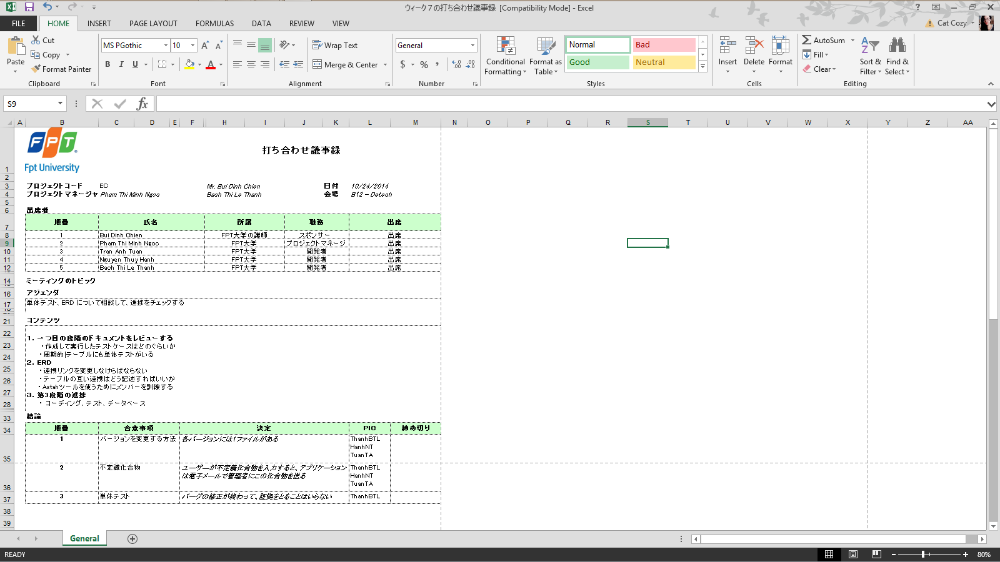 ウィーク７の打ち合わせ議事録 [Compatibility Mode] - Excel
FILE HOME INSERT PAGE LAYOUT FORMULAS DATA REVIEW VIEW
Cat Cozy
Paste
Cut
Copy
Format Painter
Clipboard
MS PGothic 10
B I U
Font
Wrap Text
Merge & Center
Alignment
General
$ % ,
Number
Conditional Formatting
Format as Table
Normal Bad
Good Neutral
Styles
Insert Delete Format
Cells
AutoSum
Fill
Clear
Sort & Filter
Find & Select
Editing
S9 fx
A B C D E F H I J K L M N O P Q R S T U V W X Y Z AA
FPT
Fpt University
打ち合わせ議事録
プロジェクトコード EC Mr. Bui Dinh Chien 日付 10/24/2014
プロジェクトマネージャ Pham Thi Minh Ngoc Bach Thi Le Thanh 会場 B12 - Detech
出席者
順番 氏名 所属 職務 出席
1 Bui Dinh Chien FPT大学の講師 スポンサー 出席
2 Pham Thi Minh Ngoc FPT大学 プロジェクトマネージ 出席
3 Tran Anh Tuan FPT大学 開発者 出席
4 Nguyen Thuy Hanh FPT大学 開発者 出席
5 Bach Thi Le Thanh FPT大学 開発者 出席
ミーティングのトピック
アジェンダ
単体テスト、ERD について相談して、進捗をチェックする
コンテンツ
1. 一つ目の段階のドキュメントをレビューする
・作成して実行したテストケースはどのぐらいか
・周期的|テーブルにも単体テストがいる
2. ERD
・連携リンクを変更しなけらばならない
・テーブルの互い連携はどう記述すればいいか
・Astahツールを使うためにメンバーを訓練する
３. 第3段階の進捗
・ コーディング、テスト、データベース
結論
順番 合意事項 決定 PIC 締め切り
1 バージョンを変更する方法 各バージョンには1ファイルがある ThanhBTL
HanhNT
TuanTA
2 不定義化合物 ユーザーが不定義化合物を入力すると、アプリケーション ThanhBTL
は電子メールで管理者にこの化合物を送る HanhNT
TuanTA
3 単体テスト バーグの修正が終わって、証拠をとることはいらない ThanhBTL
General
READY 80%